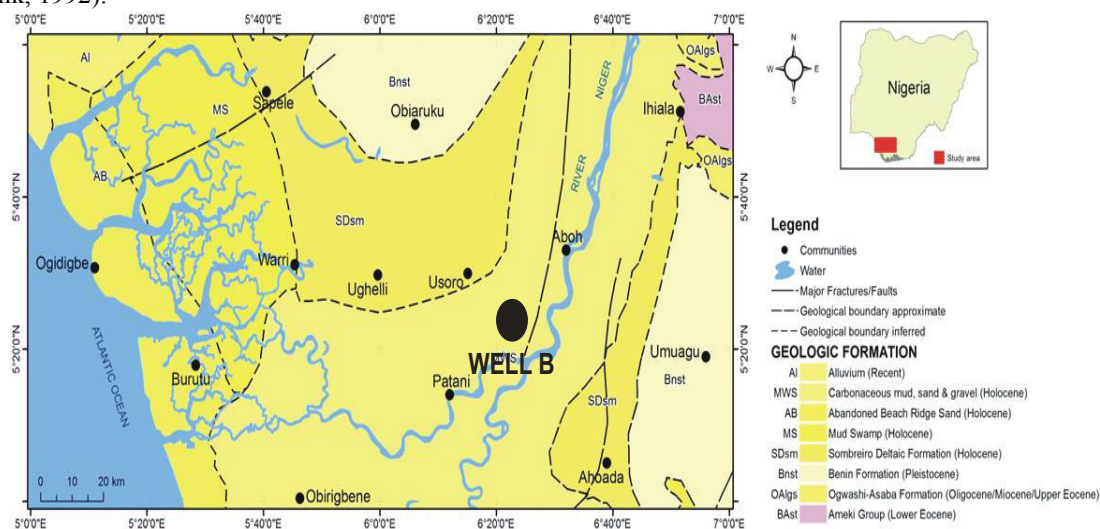 nk, 1992).
5°0'0"E 5°20'0"E 5°40'0"E 6°0'0"E 6°20'0"E 6°40'0"E 7°0'0"E
Al
Bnst
OAlgs
BAst
MS
Sapele
Obiaruku
Ihiala
NIGER
RIVER
AB
OAlgs
5°40'0"N
5°40'0"N
SDsm
Aboh
Ogidigbe
Warri
Ughelli
Usoro
ATLANTIC OCEAN
5°20'0"N
5°20'0"N
WELL B
Umuagu
Burutu
Patani
Bnst
SDsm
Ahoada
0 10 20 km
Obirigbene
5°0'0"E 5°20'0"E 5°40'0"E 6°0'0"E 6°20'0"E 6°40'0"E 7°0'0"E
N
W E
S
Nigeria
Study area
Legend
Communities
Water
Major Fractures/Faults
Geological boundary approximate
Geological boundary inferred
GEOLOGIC FORMATION
Al Alluvium (Recent)
MWS Carbonaceous mud, sand & gravel (Holocene)
AB Abandoned Beach Ridge Sand (Holocene)
MS Mud Swamp (Holocene)
SDsm Sombreiro Deltaic Formation (Holocene)
Bnst Benin Formation (Pleistocene)
OAlgs Ogwashi-Asaba Formation (Oligocene/Miocene/Upper Eocene)
BAst Ameki Group (Lower Eocene)